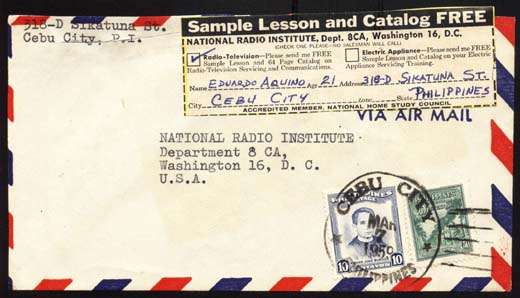 318-D Sikatuna St.
Cebu City, P.I.
Sample Lesson and Catalog FREE
NATIONAL RADIO INSTITUTE, Dept. 8CA, Washington 16, D.C.
(CHECK ONE PLEASE—NO SALESMAN WILL CALL)
Radio-Television—Please send me FREE Sample Lesson and 64 Page Catalog on Radio-Television Servicing and Communications.
Electric Appliance—Please send me FREE Sample Lesson and Catalog on your Electric Appliance Servicing Training.
Name EDUARDO AQUINO Age 21 Address 318-D SIKATUNA ST.
CEBU CITY Zone State PHILIPPINES
ACCREDITED MEMBER, NATIONAL HOME STUDY COUNCIL
VIA AIR MAIL
NATIONAL RADIO INSTITUTE
Department 8 CA,
Washington 16, D. C.
U.S.A.
CEBU CITY
MAR
1959
PHILIPPINES
10 10